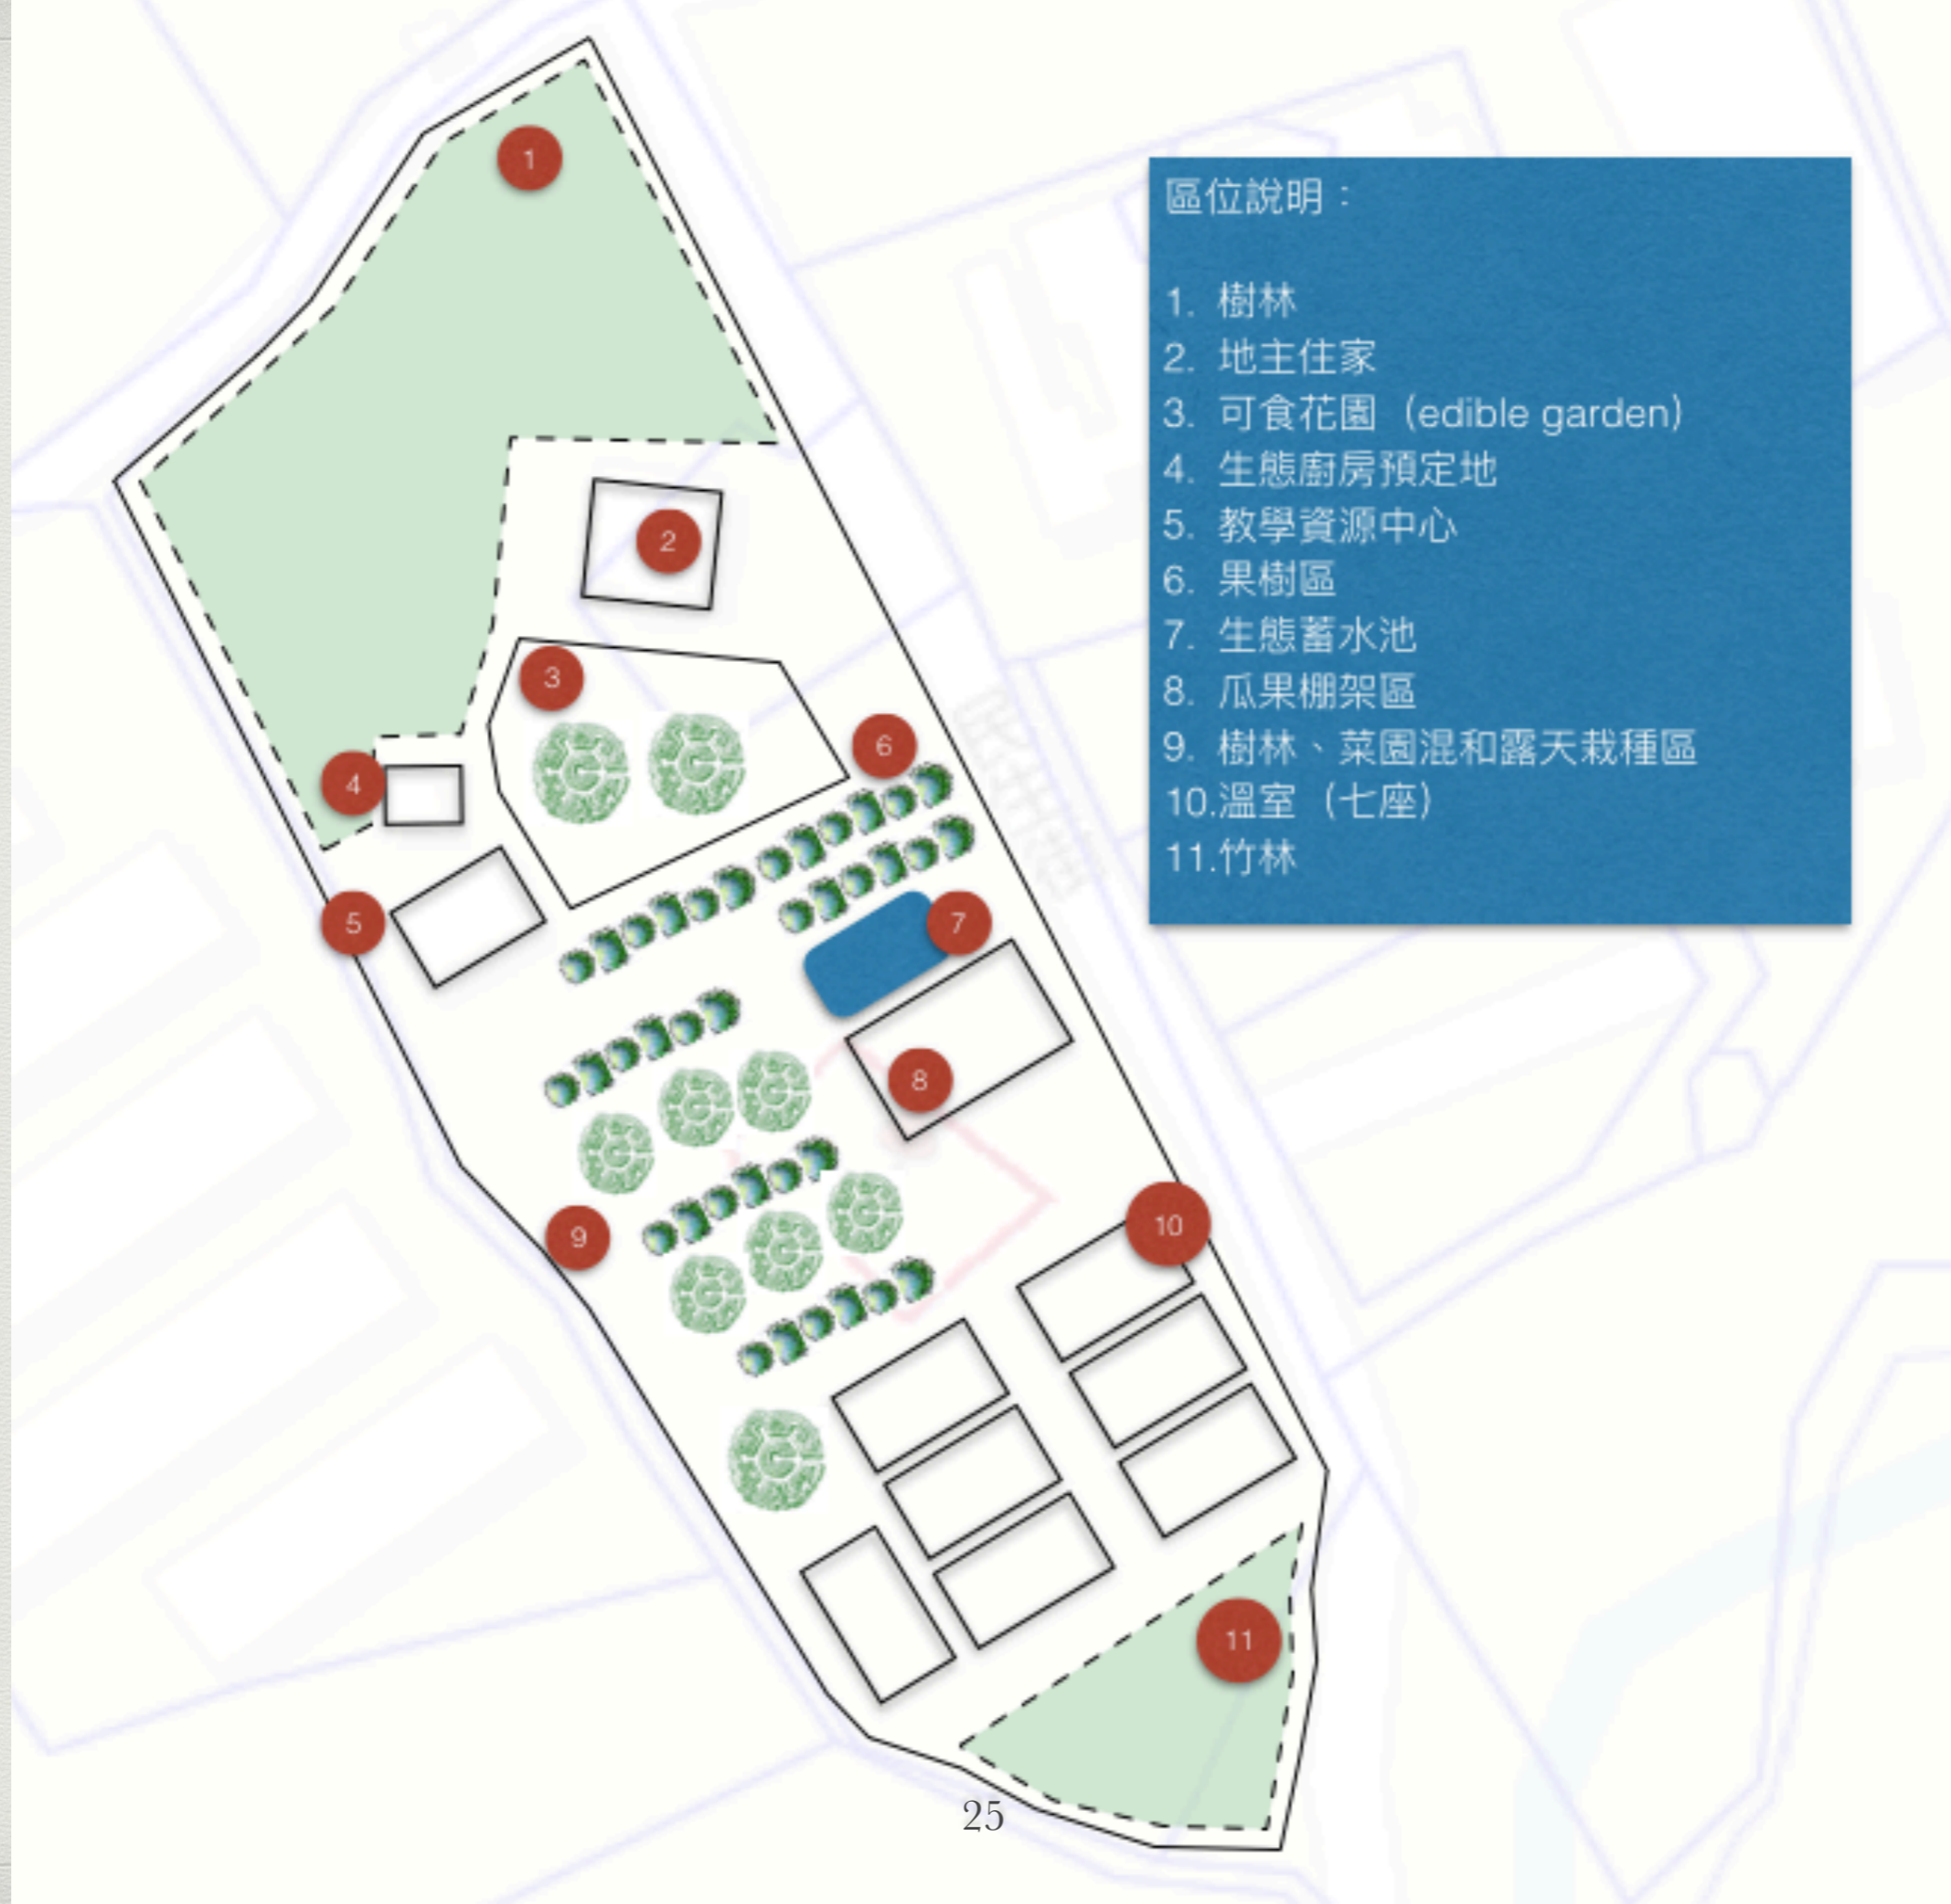 區位說明：
1. 樹林
2. 地主住家
3. 可食花園（edible garden）
4. 生態廚房預定地
5. 教學資源中心
6. 果樹區
7. 生態蓄水池
8. 瓜果棚架區
9. 樹林、菜園混和露天栽種區
10.溫室（七座）
11.竹林
1
2
3
4
5
6
7
8
9
10
11
25